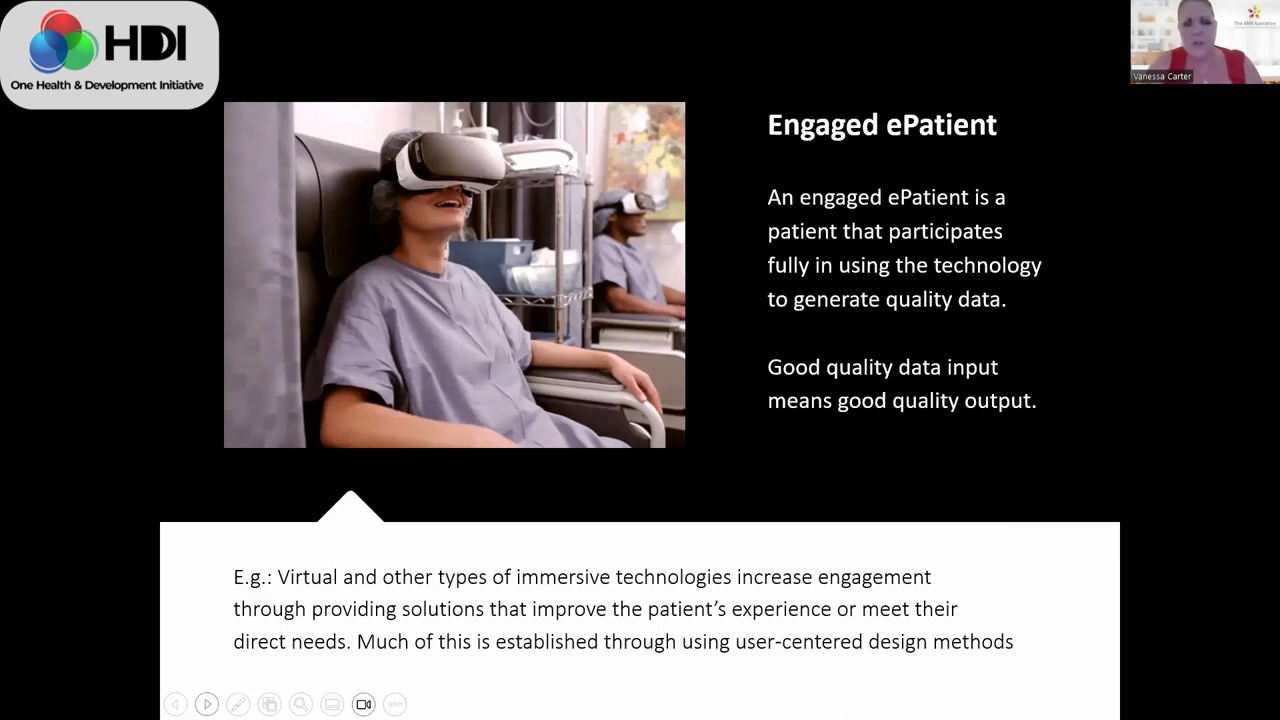 HDI
One Health & Development Initiative
Vanessa Carter
Engaged ePatient
An engaged ePatient is a
patient that participates
fully in using the technology
to generate quality data.
Good quality data input
means good quality output.
E.g.: Virtual and other types of immersive technologies increase engagement
through providing solutions that improve the patient’s experience or meet their
direct needs. Much of this is established through using user-centered design methods